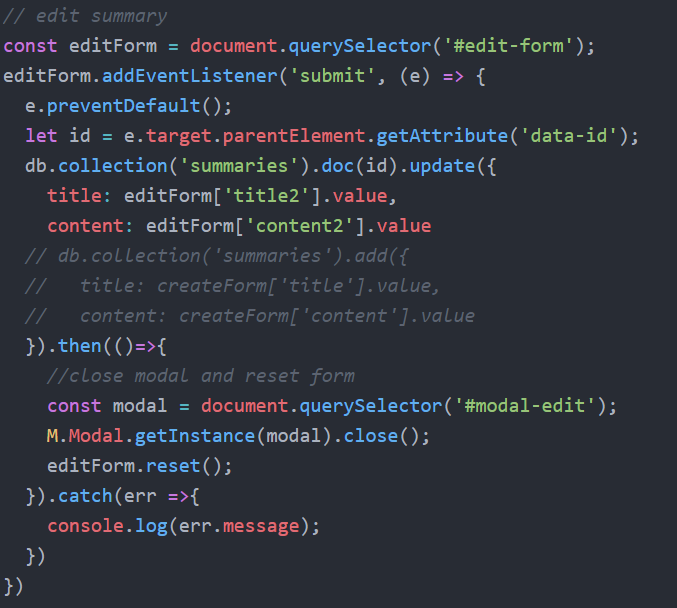 // edit summary
const editForm = document.querySelector('#edit-form');
editForm.addEventListener('submit', (e) => {
  e.preventDefault();
  let id = e.target.parentElement.getAttribute('data-id');
  db.collection('summaries').doc(id).update({
    title: editForm['title2'].value,
    content: editForm['content2'].value
  // db.collection('summaries').add({
  //   title: createForm['title'].value,
  //   content: createForm['content'].value
  }).then(()=>{
    //close modal and reset form
    const modal = document.querySelector('#modal-edit');
    M.Modal.getInstance(modal).close();
    editForm.reset();
  }).catch(err =>{
    console.log(err.message);
  })
})